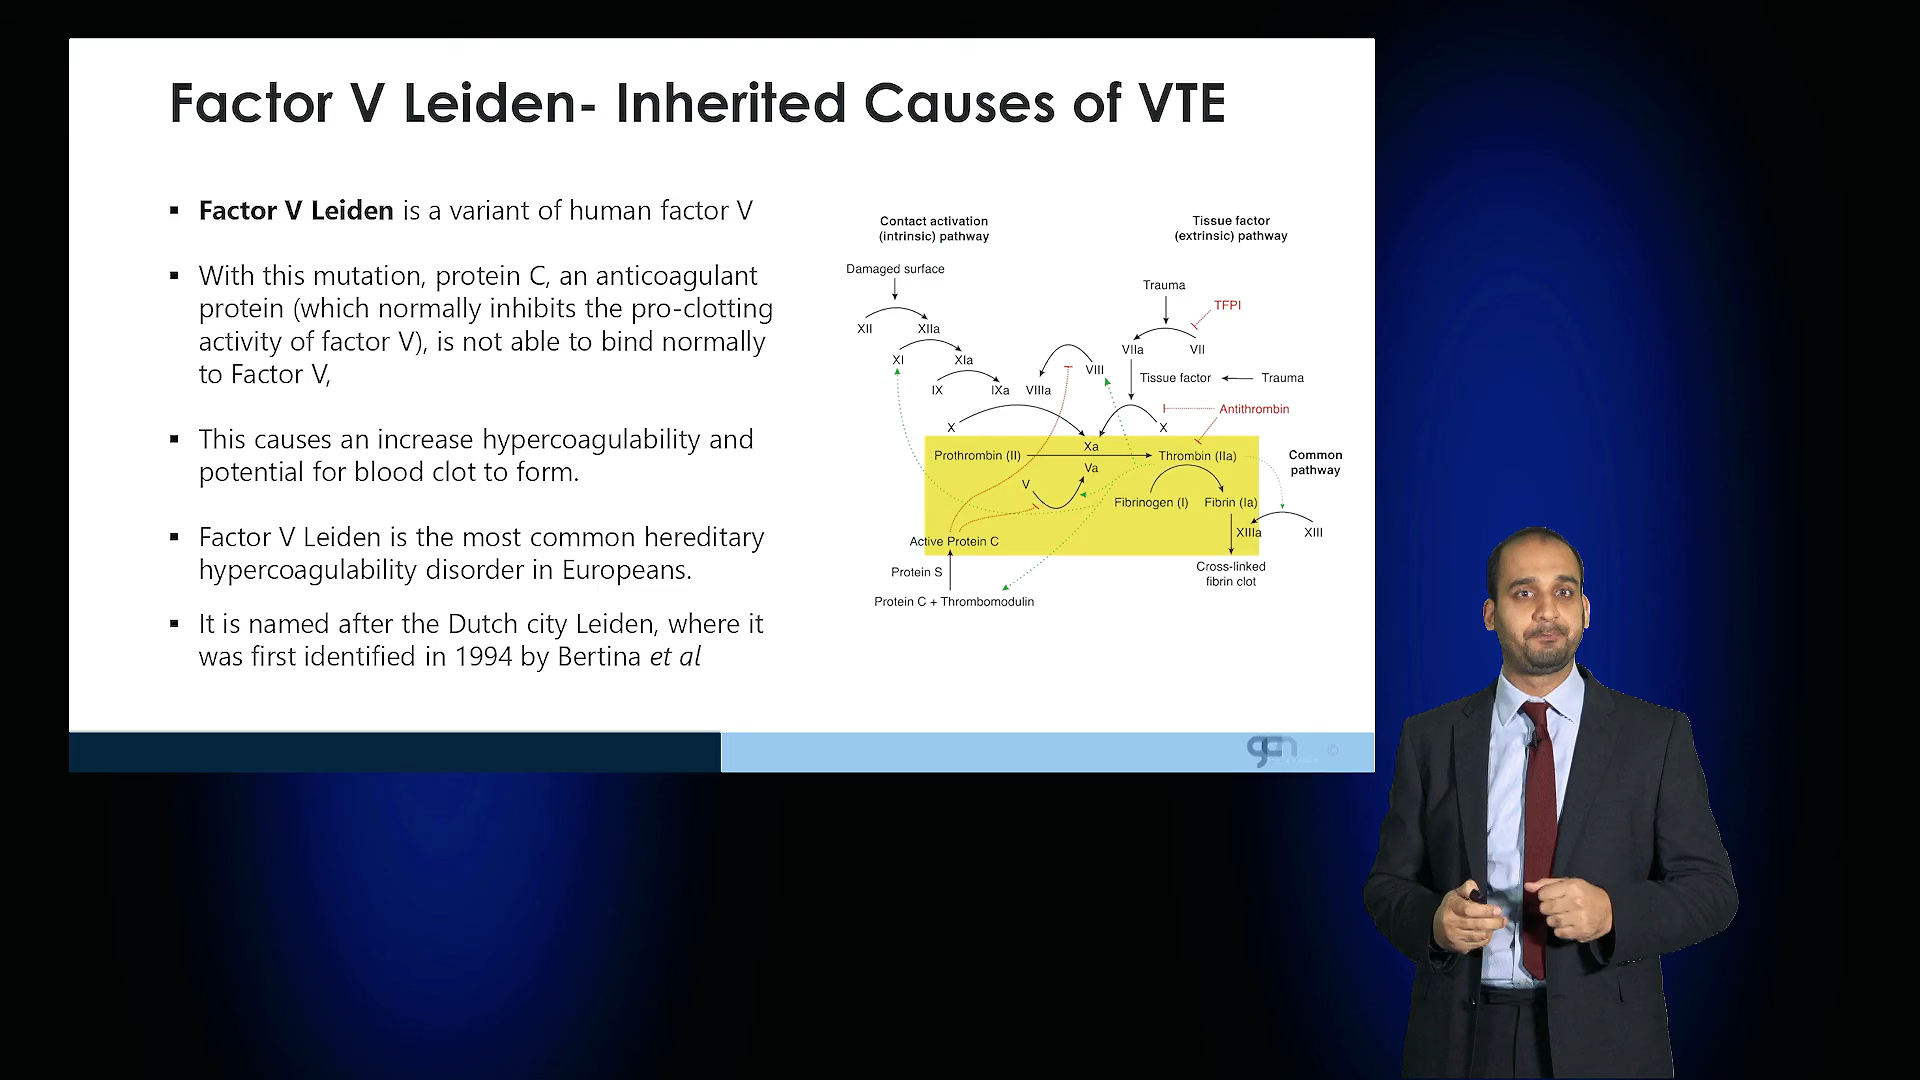 Factor V Leiden- Inherited Causes of VTE
▪ Factor V Leiden is a variant of human factor V
▪ With this mutation, protein C, an anticoagulant
protein (which normally inhibits the pro-clotting
activity of factor V), is not able to bind normally
to Factor V,
▪ This causes an increase hypercoagulability and
potential for blood clot to form.
▪ Factor V Leiden is the most common hereditary
hypercoagulability disorder in Europeans.
▪ It is named after the Dutch city Leiden, where it
was first identified in 1994 by Bertina et al
Contact activation
(intrinsic) pathway
Tissue factor
(extrinsic) pathway
Damaged surface
Trauma
TFPI
XII
XIIa
VIIa
VII
XI
XIa
VIII
Tissue factor
Trauma
IX
IXa
VIIIa
Antithrombin
X
X
Xa
Prothrombin (II)
Thrombin (IIa)
Common
pathway
Va
V
Fibrinogen (I)
Fibrin (Ia)
XIIIa
XIII
Active Protein C
Protein S
Cross-linked
fibrin clot
Protein C + Thrombomodulin
gcn
©